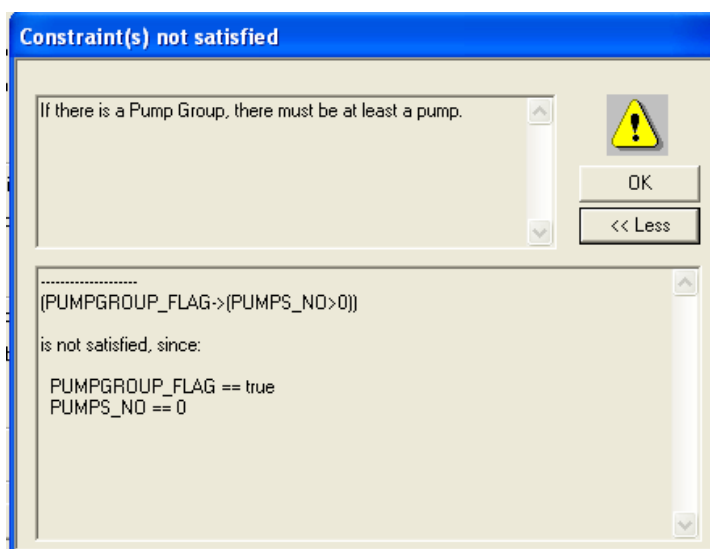 Constraint(s) not satisfied
If there is a Pump Group, there must be at least a pump.
OK
<< Less
--------------------
(PUMPGROUP_FLAG->(PUMPS_NO>0))
is not satisfied, since:
PUMPGROUP_FLAG == true
PUMPS_NO == 0